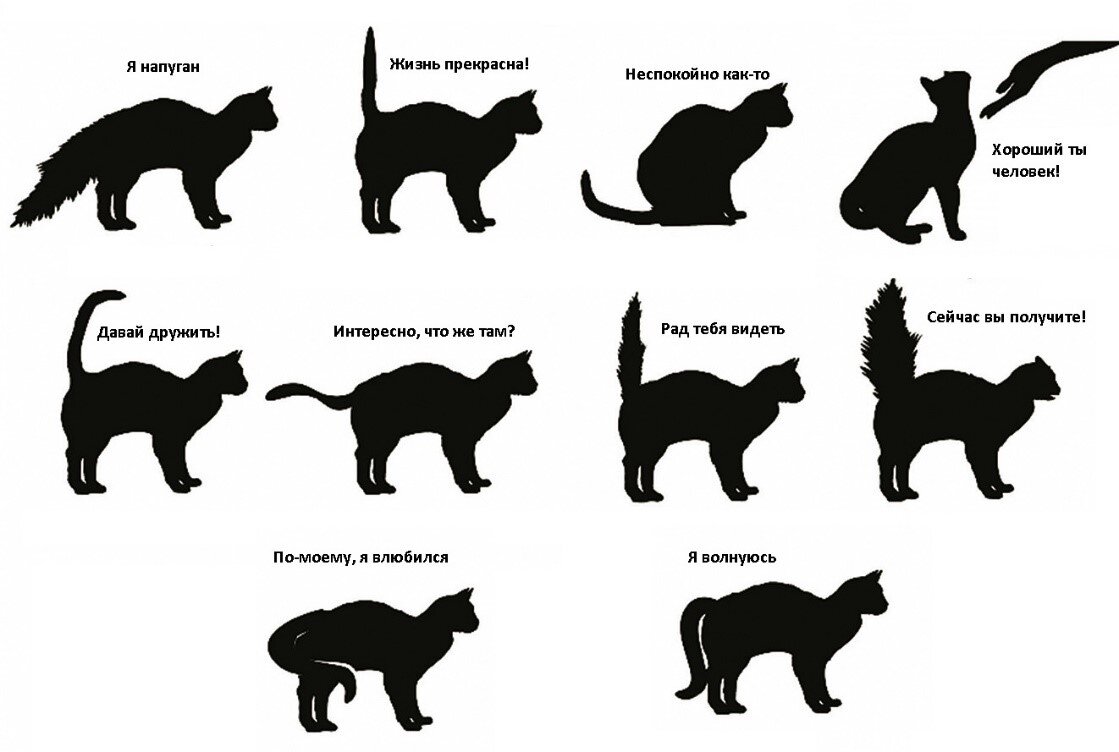 Я напуган
Жизнь прекрасна!
Неспокойно как-то
Хороший ты
человек!
Давай дружить!
Интересно, что же там?
Рад тебя видеть
Сейчас вы получите!
По-моему, я влюбился
Я волнуюсь